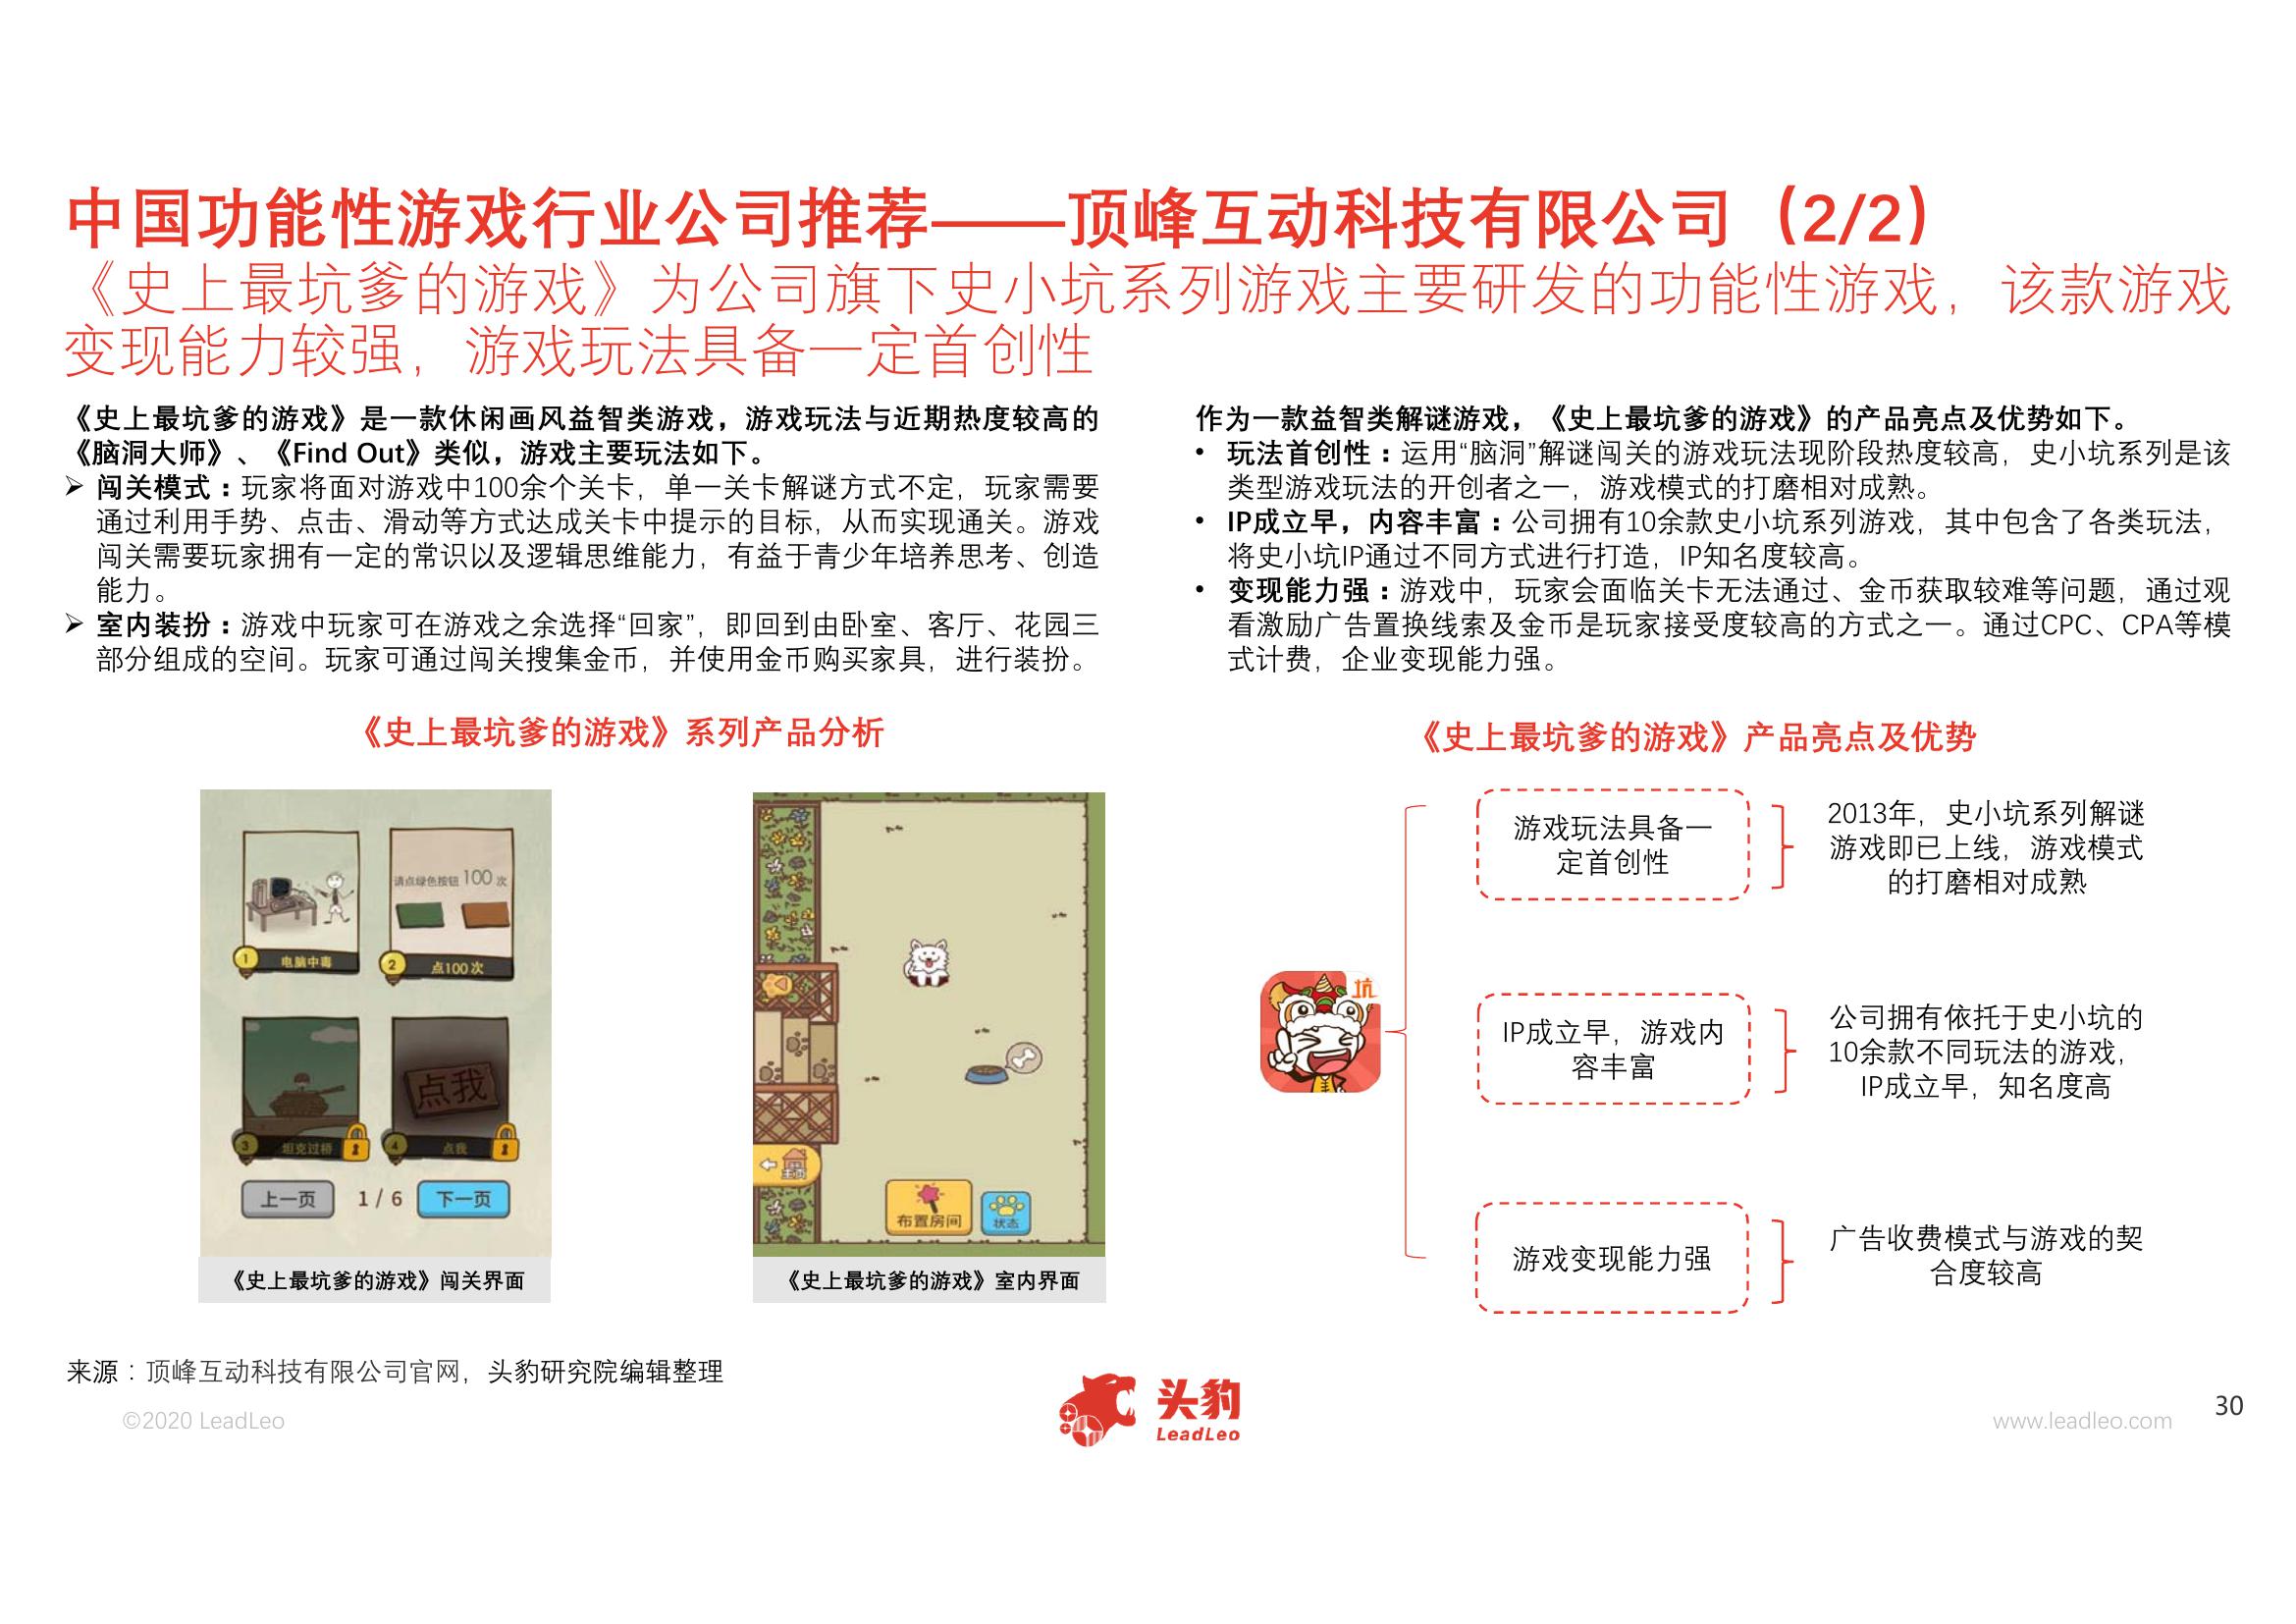 中国功能性游戏行业公司推荐——顶峰互动科技有限公司（2/2）
《史上最坑爹的游戏》为公司旗下史小坑系列游戏主要研发的功能性游戏，该款游戏
变现能力较强，游戏玩法具备一定首创性
《史上最坑爹的游戏》是一款休闲画风益智类游戏，游戏玩法与近期热度较高的
《脑洞大师》、《Find Out》类似，游戏主要玩法如下。
➢ 闯关模式：玩家将面对游戏中100余个关卡，单一关卡解谜方式不定，玩家需要
通过利用手势、点击、滑动等方式达成关卡中提示的目标，从而实现通关。游戏
闯关需要玩家拥有一定的常识以及逻辑思维能力，有益于青少年培养思考、创造
能力。
➢ 室内装扮：游戏中玩家可在游戏之余选择“回家”，即回到由卧室、客厅、花园三
部分组成的空间。玩家可通过闯关搜集金币，并使用金币购买家具，进行装扮。
作为一款益智类解谜游戏，《史上最坑爹的游戏》的产品亮点及优势如下。
• 玩法首创性：运用“脑洞”解谜闯关的游戏玩法现阶段热度较高，史小坑系列是该
类型游戏玩法的开创者之一，游戏模式的打磨相对成熟。
• IP成立早，内容丰富：公司拥有10余款史小坑系列游戏，其中包含了各类玩法，
将史小坑IP通过不同方式进行打造，IP知名度较高。
• 变现能力强：游戏中，玩家会面临关卡无法通过、金币获取较难等问题，通过观
看激励广告置换线索及金币是玩家接受度较高的方式之一。通过CPC、CPA等模
式计费，企业变现能力强。
《史上最坑爹的游戏》系列产品分析
请点绿色按钮100次
1 电脑中毒
2 点100次
点我
3 坦克过桥
4 点我
上一页 1 / 6 下一页
《史上最坑爹的游戏》闯关界面
主页
布置房间
状态
《史上最坑爹的游戏》室内界面
《史上最坑爹的游戏》产品亮点及优势
坑
游戏玩法具备一
定首创性
2013年，史小坑系列解谜
游戏即已上线，游戏模式
的打磨相对成熟
IP成立早，游戏内
容丰富
公司拥有依托于史小坑的
10余款不同玩法的游戏，
IP成立早，知名度高
游戏变现能力强
广告收费模式与游戏的契
合度较高
来源：顶峰互动科技有限公司官网，头豹研究院编辑整理
©2020 LeadLeo
头豹
LeadLeo
www.leadleo.com
30